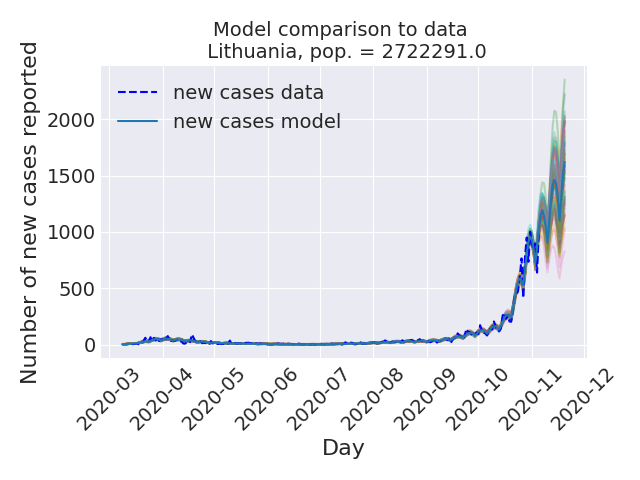 Model comparison to data
Lithuania, pop. = 2722291.0
new cases data
new cases model
Number of new cases reported
2000
1500
1000
500
0
2020-03
2020-04
2020-05
2020-06
2020-07
2020-08
2020-09
2020-10
2020-11
2020-12
Day